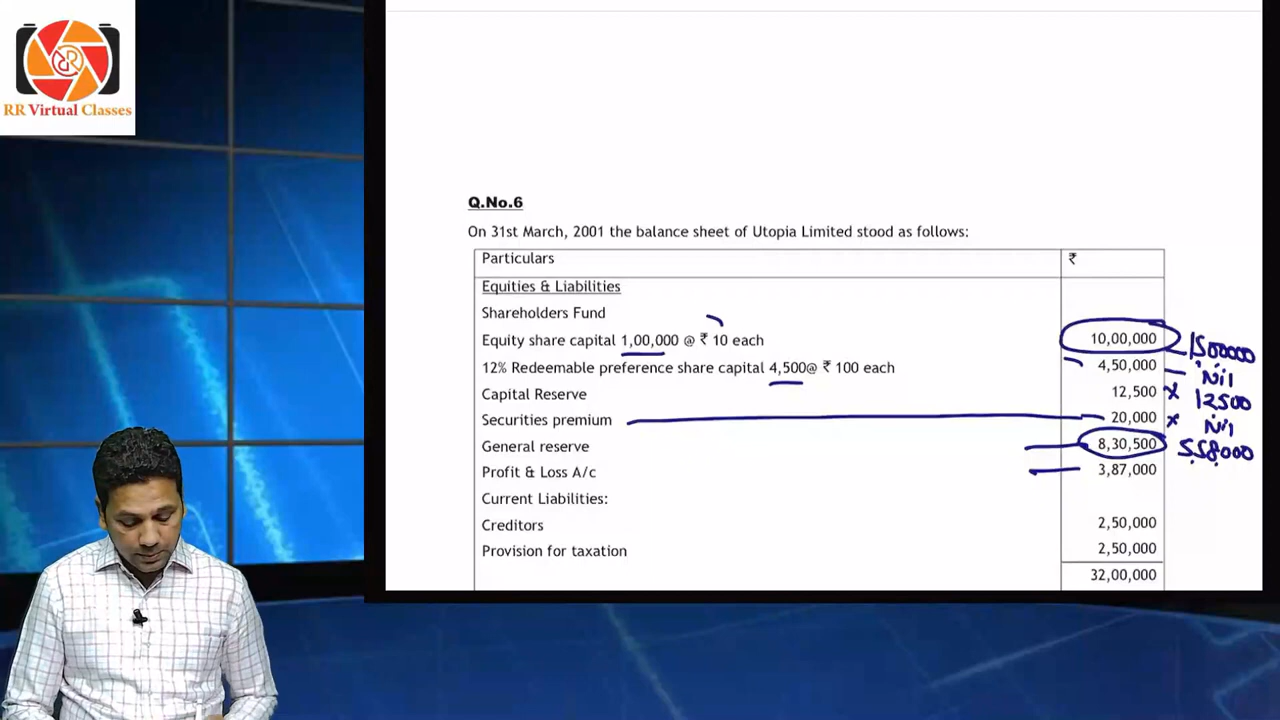 RR Virtual Classes
Q.No.6
On 31st March, 2001 the balance sheet of Utopia Limited stood as follows:
Particulars ₹
Equities & Liabilities
Shareholders Fund
Equity share capital 1,00,000 @ ₹ 10 each 10,00,000 1500000
12% Redeemable preference share capital 4,500@ ₹ 100 each 4,50,000 Nil
Capital Reserve 12,500 12500
Securities premium 20,000 Nil
General reserve 8,30,500 558000
Profit & Loss A/c 3,87,000
Current Liabilities:
Creditors 2,50,000
Provision for taxation 2,50,000
32,00,000